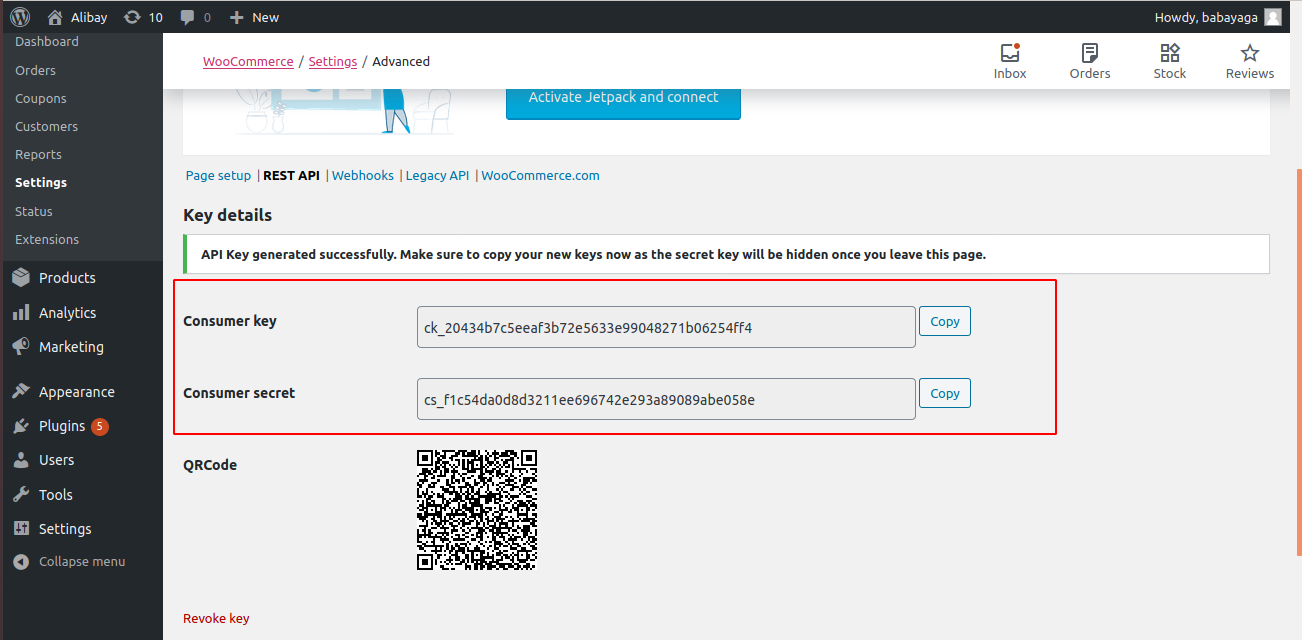 Alibay 10 0 New Howdy, babayaga
Dashboard
Orders
Coupons
Customers
Reports
Settings
Status
Extensions
Products
Analytics
Marketing
Appearance
Plugins 5
Users
Tools
Settings
Collapse menu
WooCommerce / Settings / Advanced
Inbox Orders Stock Reviews
Activate Jetpack and connect
Page setup | REST API | Webhooks | Legacy API | WooCommerce.com
Key details
API Key generated successfully. Make sure to copy your new keys now as the secret key will be hidden once you leave this page.
Consumer key ck_20434b7c5eeaf3b72e5633e99048271b06254ff4 Copy
Consumer secret cs_f1c54da0d8d3211ee696742e293a89089abe058e Copy
QRCode
Revoke key